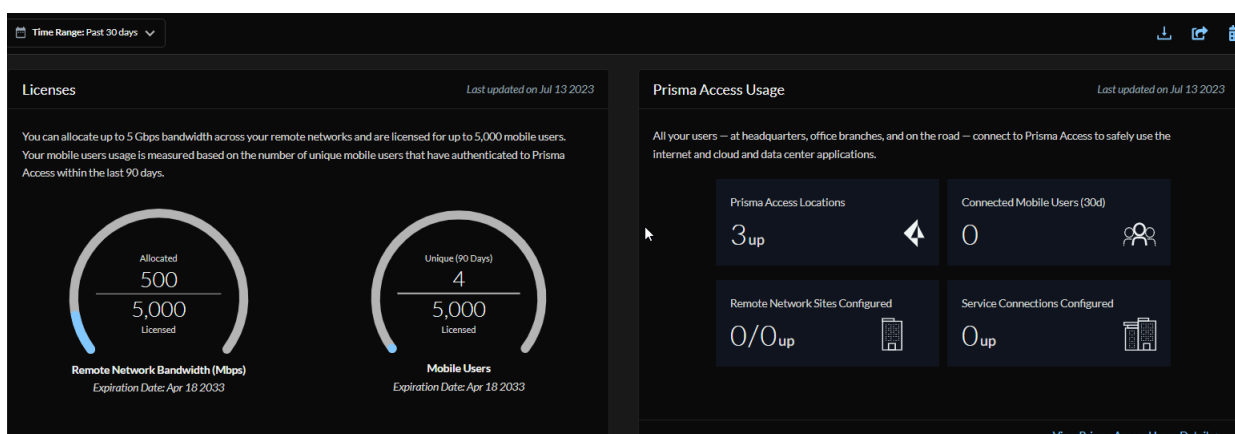 Time Range: Past 30 days
Licenses
Last updated on Jul 13 2023
You can allocate up to 5 Gbps bandwidth across your remote networks and are licensed for up to 5,000 mobile users.
Your mobile users usage is measured based on the number of unique mobile users that have authenticated to Prisma
Access within the last 90 days.
Allocated
500
5,000
Licensed
Remote Network Bandwidth (Mbps)
Expiration Date: Apr 18 2033
Unique (90 Days)
4
5,000
Licensed
Mobile Users
Expiration Date: Apr 18 2033
Prisma Access Usage
Last updated on Jul 13 2023
All your users — at headquarters, office branches, and on the road — connect to Prisma Access to safely use the
internet and cloud and data center applications.
Prisma Access Locations
3 up
Connected Mobile Users (30d)
0
Remote Network Sites Configured
0/0 up
Service Connections Configured
0 up